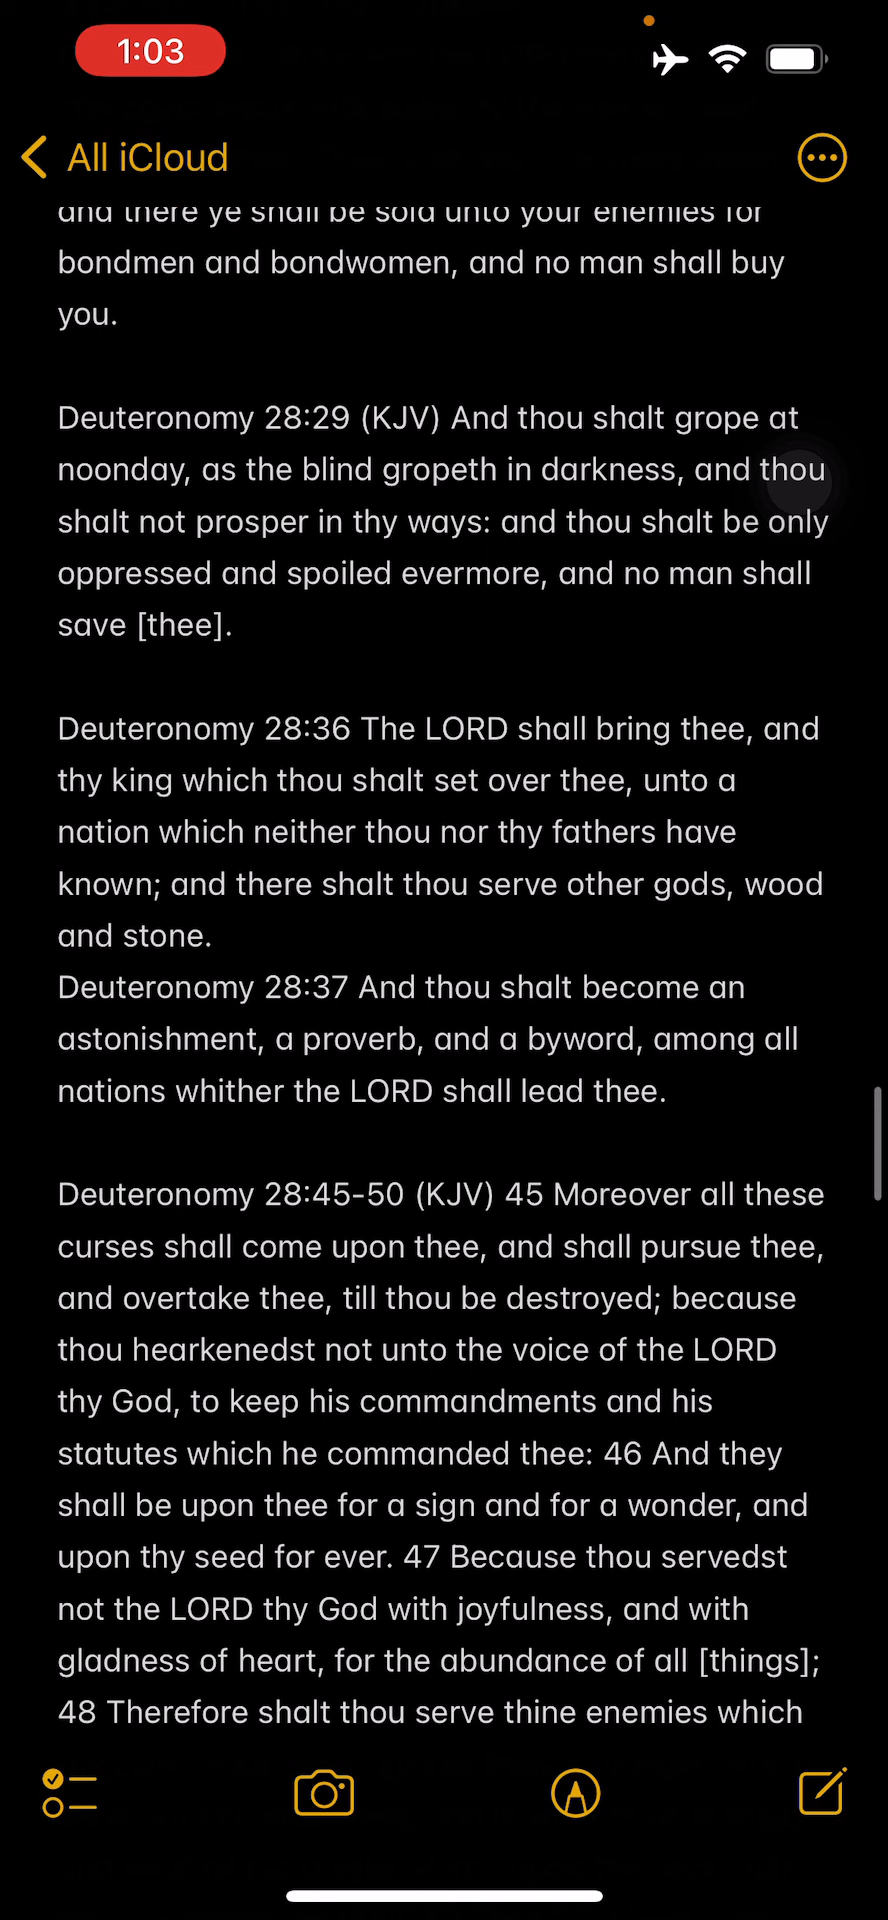 1:03
All iCloud
and there ye shall be sold unto your enemies for
bondmen and bondwomen, and no man shall buy
you.
Deuteronomy 28:29 (KJV) And thou shalt grope at
noonday, as the blind gropeth in darkness, and thou
shalt not prosper in thy ways: and thou shalt be only
oppressed and spoiled evermore, and no man shall
save [thee].
Deuteronomy 28:36 The LORD shall bring thee, and
thy king which thou shalt set over thee, unto a
nation which neither thou nor thy fathers have
known; and there shalt thou serve other gods, wood
and stone.
Deuteronomy 28:37 And thou shalt become an
astonishment, a proverb, and a byword, among all
nations whither the LORD shall lead thee.
Deuteronomy 28:45-50 (KJV) 45 Moreover all these
curses shall come upon thee, and shall pursue thee,
and overtake thee, till thou be destroyed; because
thou hearkenedst not unto the voice of the LORD
thy God, to keep his commandments and his
statutes which he commanded thee: 46 And they
shall be upon thee for a sign and for a wonder, and
upon thy seed for ever. 47 Because thou servedst
not the LORD thy God with joyfulness, and with
gladness of heart, for the abundance of all [things];
48 Therefore shalt thou serve thine enemies which